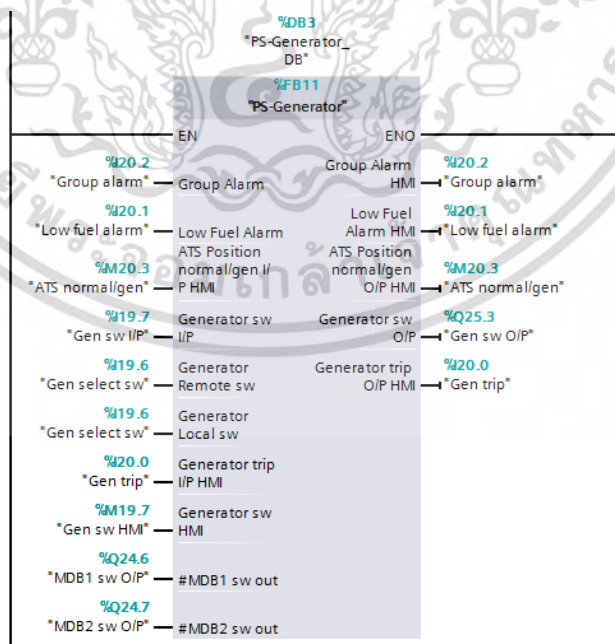 %DB3
"PS-Generator_
DB"
%FB11
"PS-Generator"
EN
ENO
%I20.2
"Group alarm"
Group Alarm
Group Alarm
HMI
%I20.2
"Group alarm"
%I20.1
"Low fuel alarm"
Low Fuel Alarm
Low Fuel
Alarm HMI
%I20.1
"Low fuel alarm"
%M20.3
"ATS normal/gen"
ATS Position
normal/gen I/
P HMI
ATS Position
normal/gen
O/P HMI
%M20.3
"ATS normal/gen"
%I19.7
"Gen sw I/P"
Generator sw
I/P
Generator sw
O/P
%Q25.3
"Gen sw O/P"
%I19.6
"Gen select sw"
Generator
Remote sw
Generator trip
O/P HMI
%I20.0
"Gen trip"
%I19.6
"Gen select sw"
Generator
Local sw
%I20.0
"Gen trip"
Generator trip
I/P HMI
%M19.7
"Gen sw HMI"
Generator sw
HMI
%Q24.6
"MDB1 sw O/P"
#MDB1 sw out
%Q24.7
"MDB2 sw O/P"
#MDB2 sw out